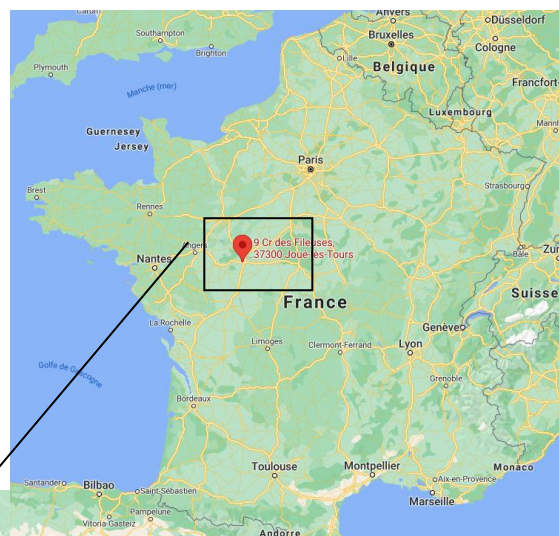 Anvers
Southampton
Bruxelles
Düsseldorf
Brighton
Lille
Cologne
Plymouth
Belgique
Manche (mer)
Francfort
Luxembourg
Guernesey
Jersey
Paris
Brest
Strasbourg
Rennes
9 Cr des Fileuses,
37300 Joué-lès-Tours
Nantes
Bâle
Suisse
France
La Rochelle
Genève
Limoges
Clermont-Ferrand
Lyon
Golfe de Gascogne
Grenoble
Bordeaux
Toulouse
Montpellier
Monaco
Santander
Bilbao
Saint-Sébastien
Aix-en-Provence
Marseille
Vitoria-Gasteiz
Pampelune
Andorre